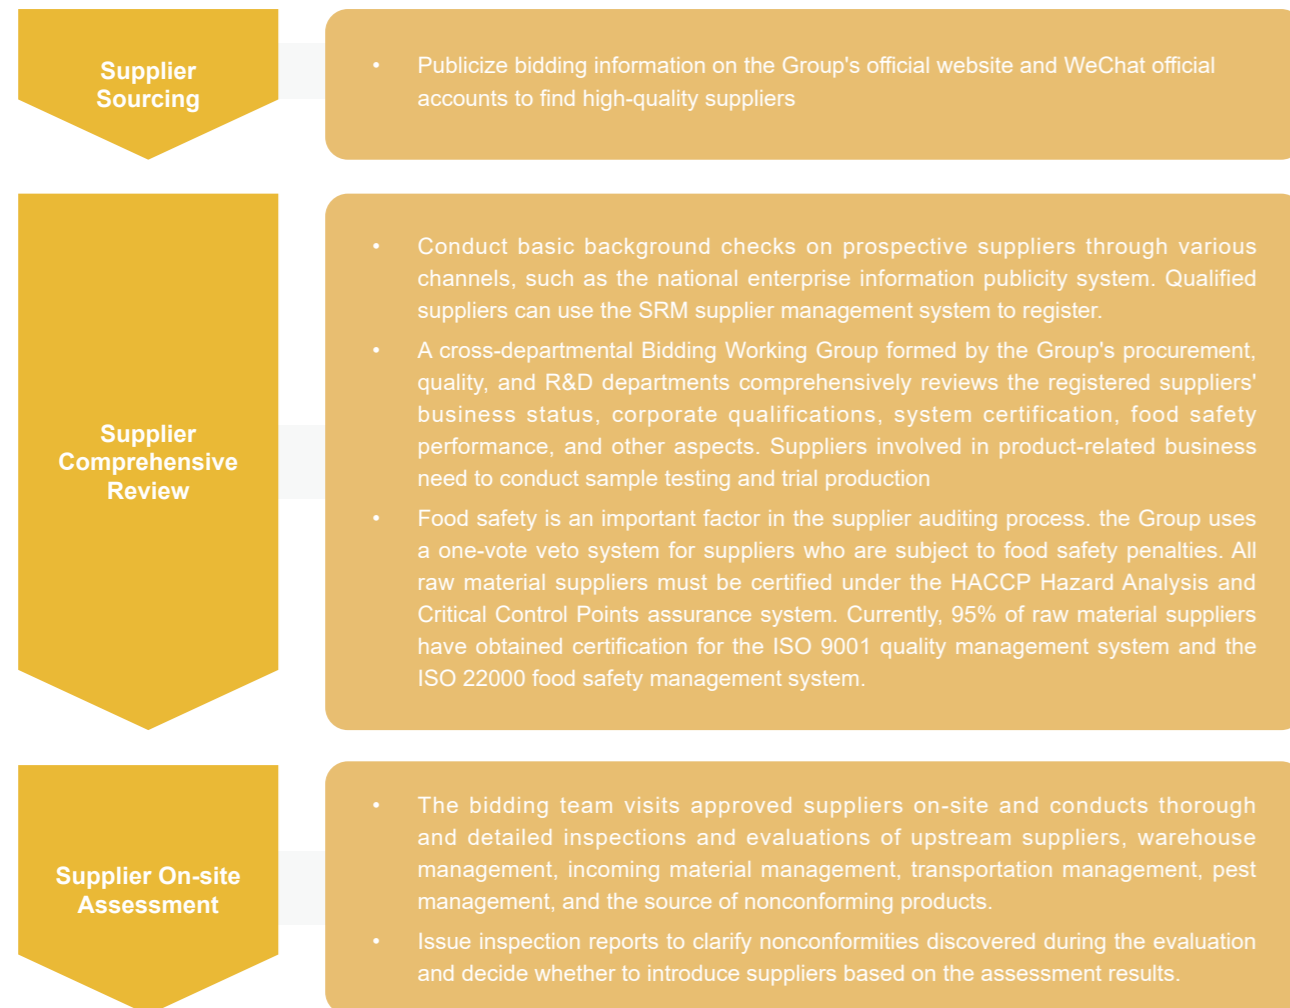 Supplier
Sourcing
• Publicize bidding information on the Group's official website and WeChat official
accounts to find high-quality suppliers
Supplier
Comprehensive
Review
• Conduct basic background checks on prospective suppliers through various
channels, such as the national enterprise information publicity system. Qualified
suppliers can use the SRM supplier management system to register.
• A cross-departmental Bidding Working Group formed by the Group's procurement,
quality, and R&D departments comprehensively reviews the registered suppliers'
business status, corporate qualifications, system certification, food safety
performance, and other aspects. Suppliers involved in product-related business
need to conduct sample testing and trial production
• Food safety is an important factor in the supplier auditing process. the Group uses
a one-vote veto system for suppliers who are subject to food safety penalties. All
raw material suppliers must be certified under the HACCP Hazard Analysis and
Critical Control Points assurance system. Currently, 95% of raw material suppliers
have obtained certification for the ISO 9001 quality management system and the
ISO 22000 food safety management system.
Supplier On-site
Assessment
• The bidding team visits approved suppliers on-site and conducts thorough
and detailed inspections and evaluations of upstream suppliers, warehouse
management, incoming material management, transportation management, pest
management, and the source of nonconforming products.
• Issue inspection reports to clarify nonconformities discovered during the evaluation
and decide whether to introduce suppliers based on the assessment results.